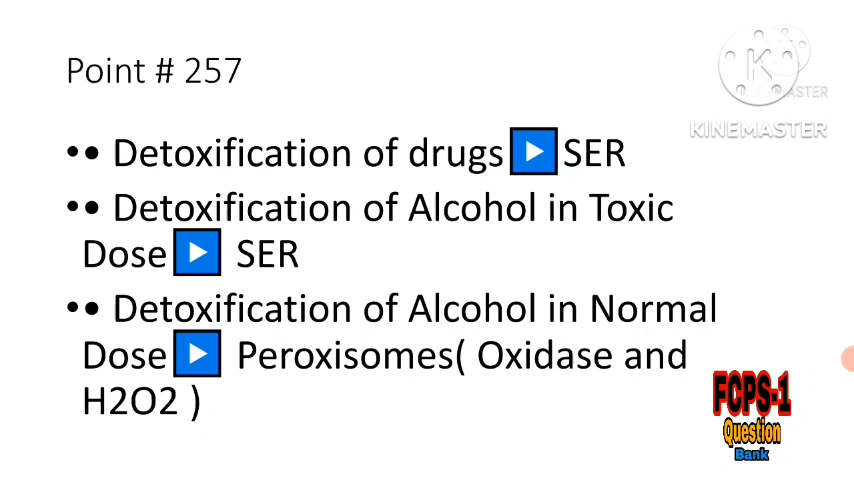 Point # 257
•• Detoxification of drugs▶SER
•• Detoxification of Alcohol in Toxic
Dose▶ SER
•• Detoxification of Alcohol in Normal
Dose▶ Peroxisomes( Oxidase and
H2O2 )
K
KINEMASTER
KINEMASTER
FCPS-1
Question
Bank